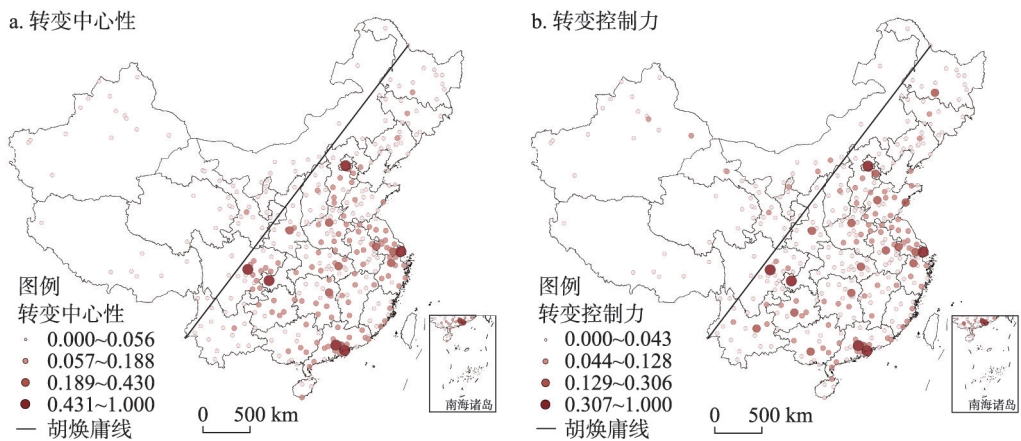 a. 转变中心性
图例
转变中心性
0.000~0.056
0.057~0.188
0.189~0.430
0.431~1.000
胡焕庸线
0 500 km
南海诸岛
b. 转变控制力
图例
转变控制力
0.000~0.043
0.044~0.128
0.129~0.306
0.307~1.000
胡焕庸线
0 500 km
南海诸岛